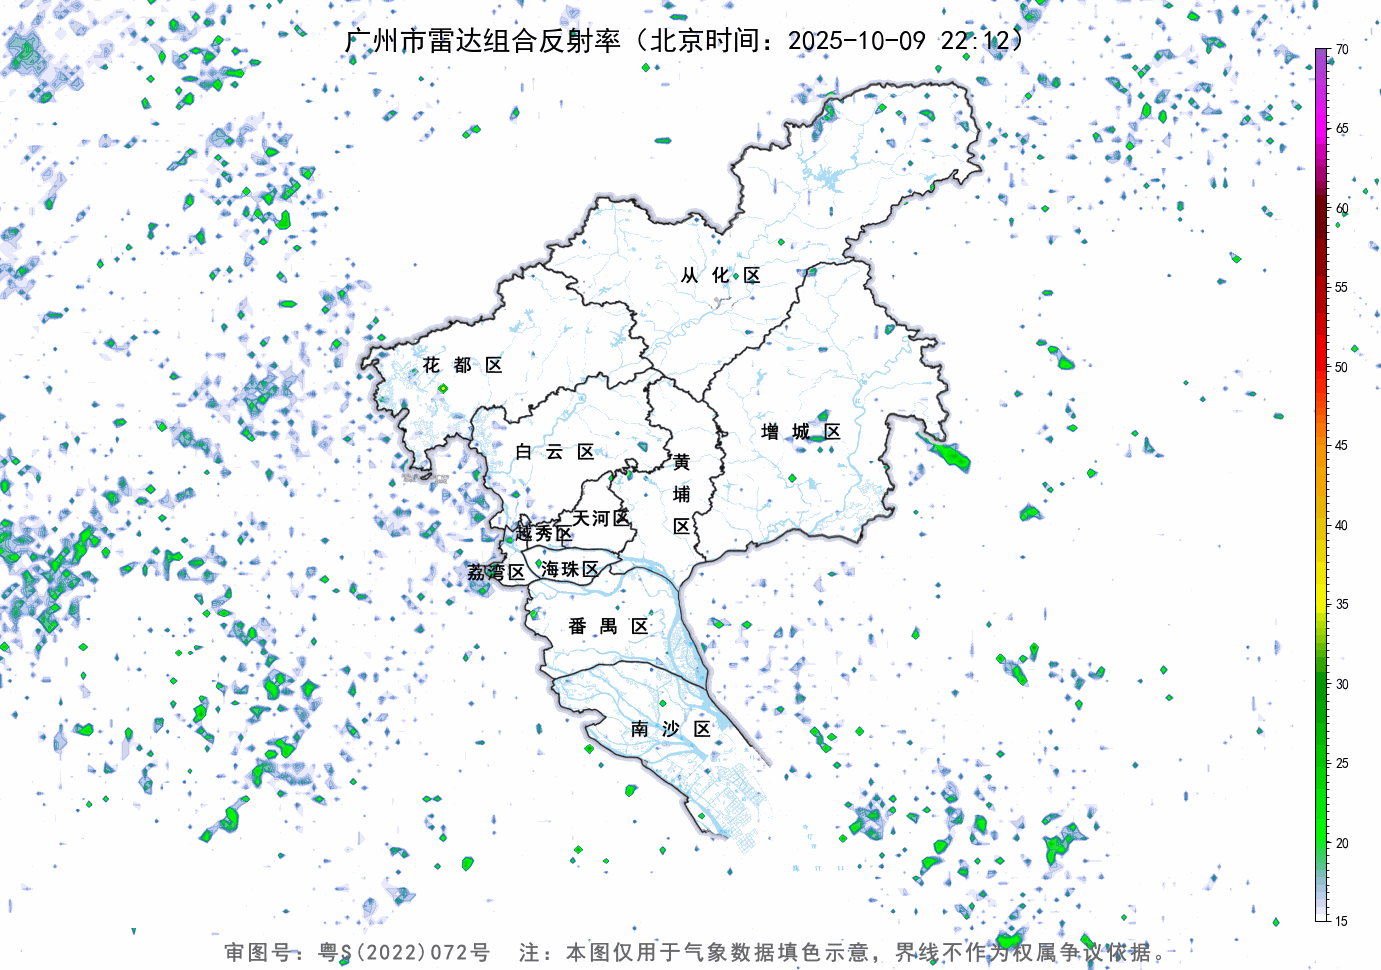 广州市雷达组合反射率（北京时间：2025-10-09 22:12）
70
65
60
55
50
45
40
35
30
25
20
15
从化区
花都区
增城区
白云区
黄埔区
天河区
越秀区
荔湾区
海珠区
番禺区
南沙区
审图号：粤S(2022)072号　注：本图仅用于气象数据填色示意，界线不作为权属争议依据。